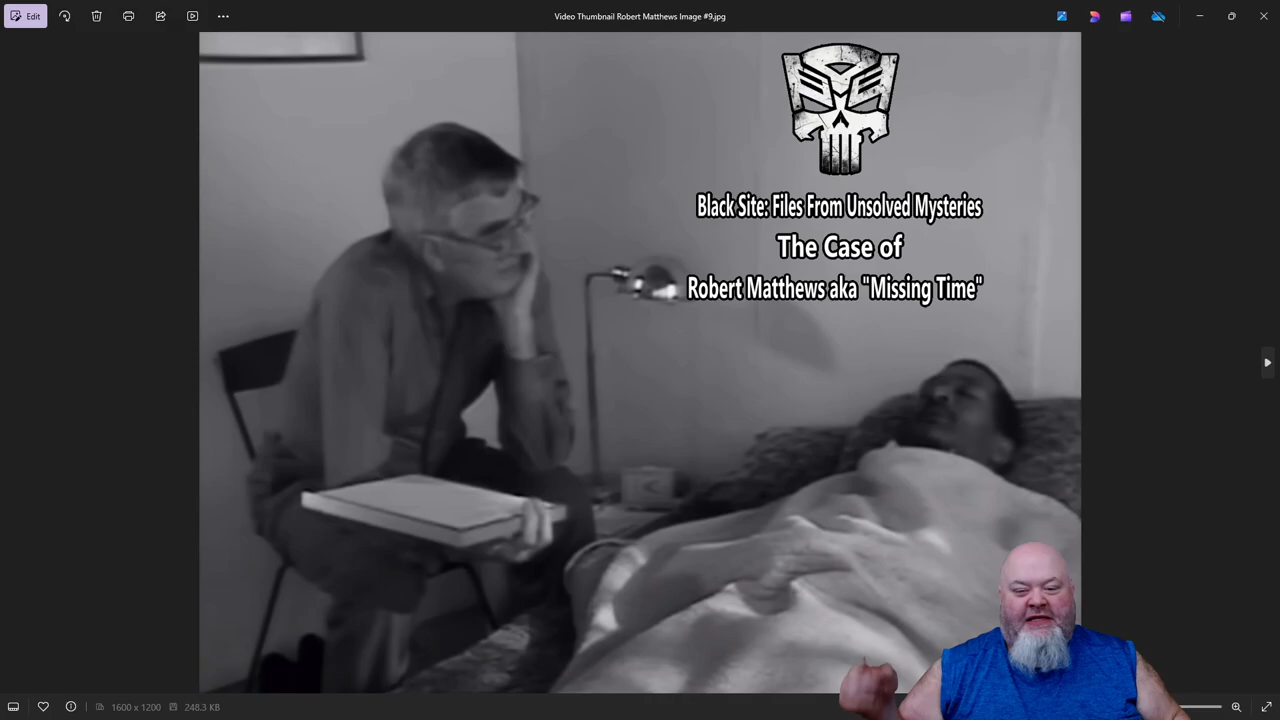 Edit
Video Thumbnail Robert Matthews Image #9.jpg
Black Site: Files From Unsolved Mysteries
The Case of
Robert Matthews aka "Missing Time"
1600 x 1200
248.3 KB